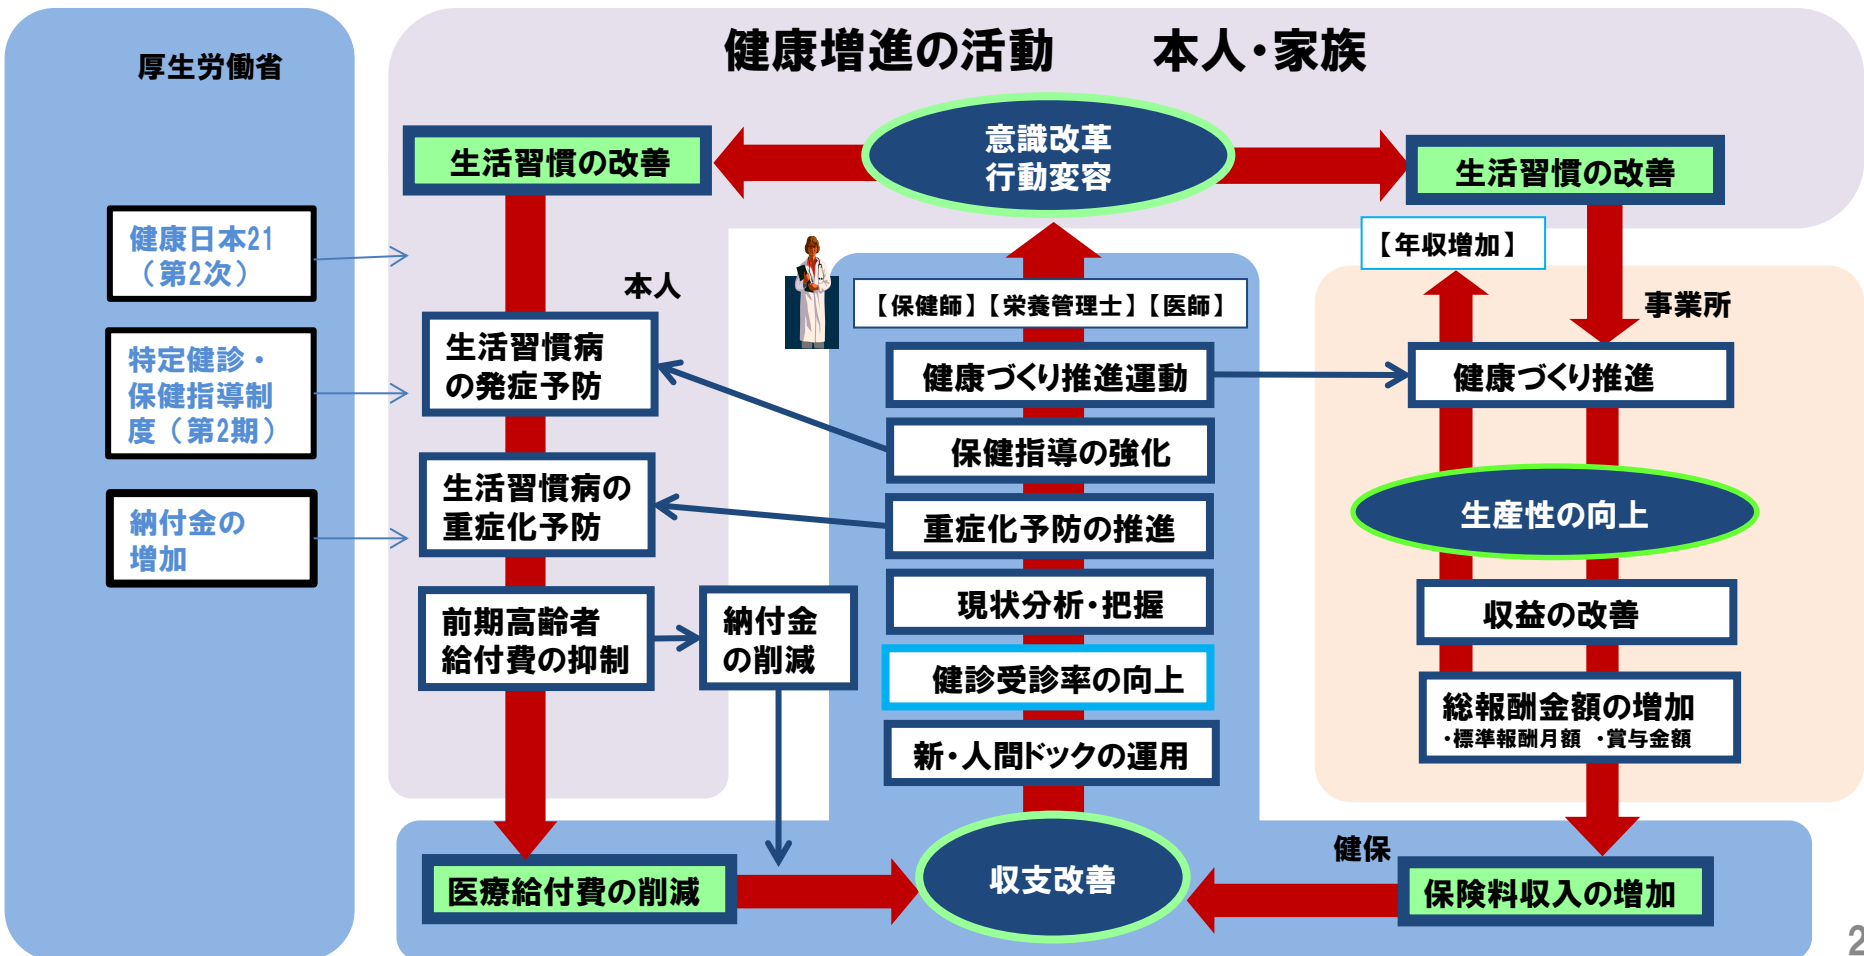 健康増進の活動　　本人・家族
厚生労働省
健康日本21
（第2次）
特定健診・
保健指導制
度（第2期）
納付金の
増加
生活習慣の改善
本人
生活習慣病
の発症予防
生活習慣病の
重症化予防
前期高齢者
給付費の抑制
納付金
の削減
医療給付費の削減
意識改革
行動変容
【保健師】【栄養管理士】【医師】
健康づくり推進運動
保健指導の強化
重症化予防の推進
現状分析・把握
健診受診率の向上
新・人間ドックの運用
収支改善
生活習慣の改善
【年収増加】
事業所
健康づくり推進
生産性の向上
収益の改善
総報酬金額の増加
・標準報酬月額　・賞与金額
健保
保険料収入の増加
2